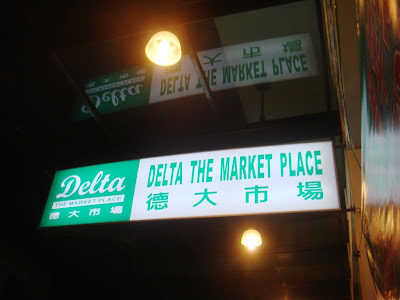 Delta
THE MARKET PLACE
德大市場
DELTA THE MARKET PLACE
德大市場